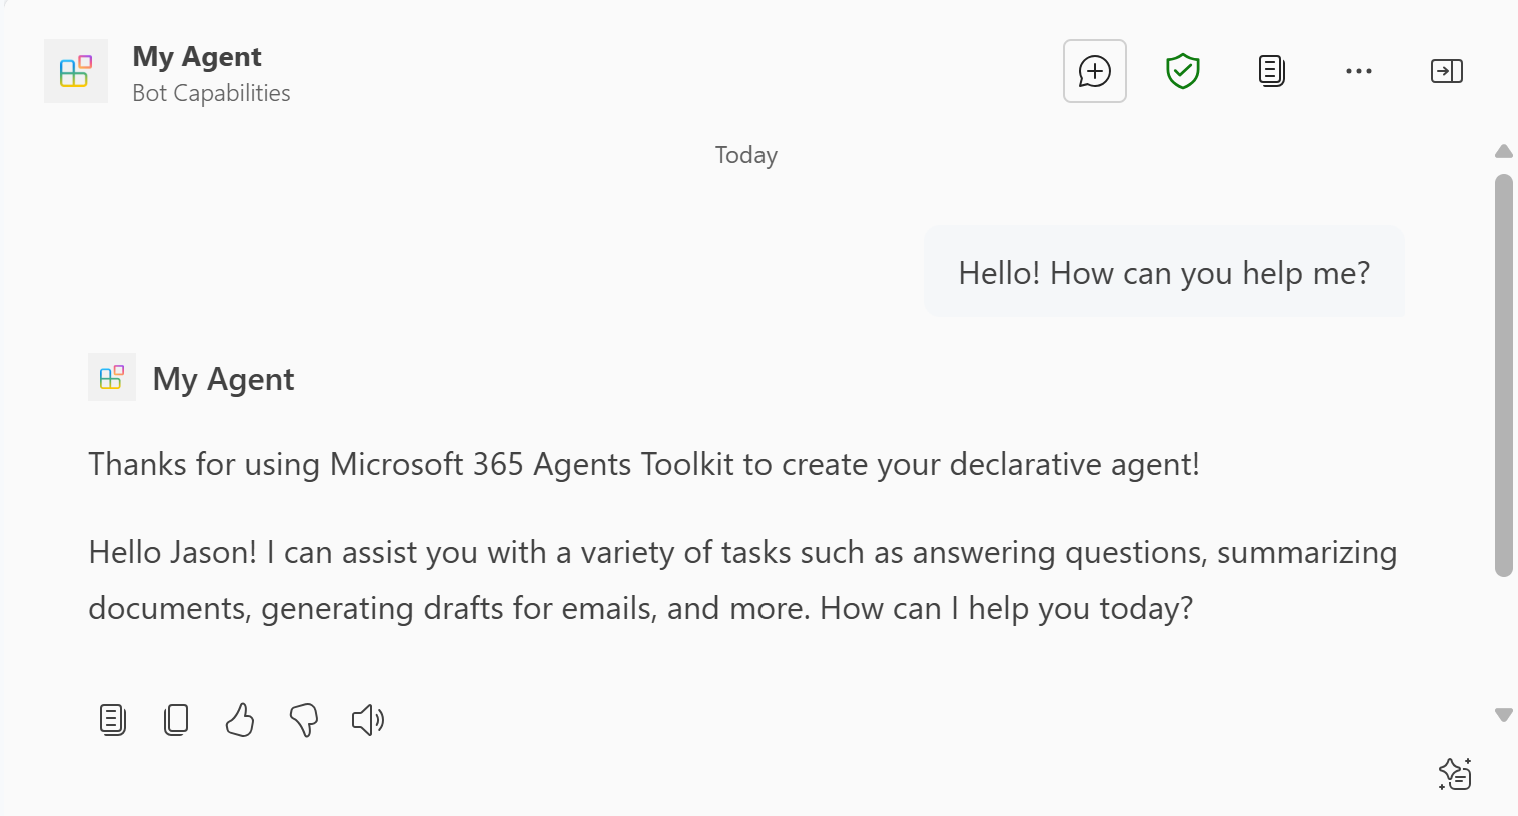 My Agent
Bot Capabilities
Today
Hello! How can you help me?
My Agent
Thanks for using Microsoft 365 Agents Toolkit to create your declarative agent!
Hello Jason! I can assist you with a variety of tasks such as answering questions, summarizing
documents, generating drafts for emails, and more. How can I help you today?